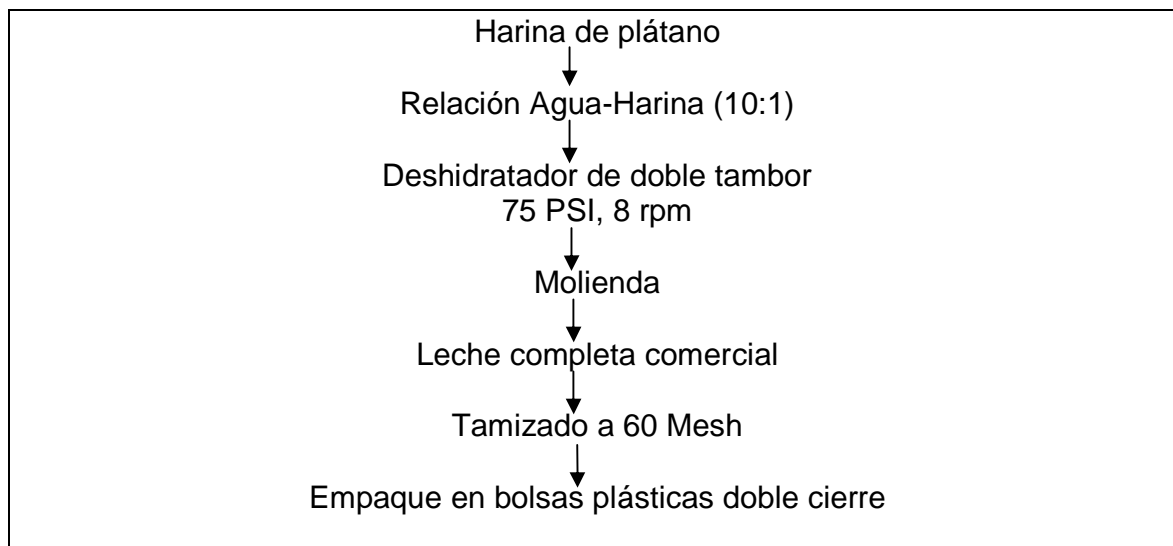 Harina de plátano
Relación Agua-Harina (10:1)
Deshidratador de doble tambor
75 PSI, 8 rpm
Molienda
Leche completa comercial
Tamizado a 60 Mesh
Empaque en bolsas plásticas doble cierre